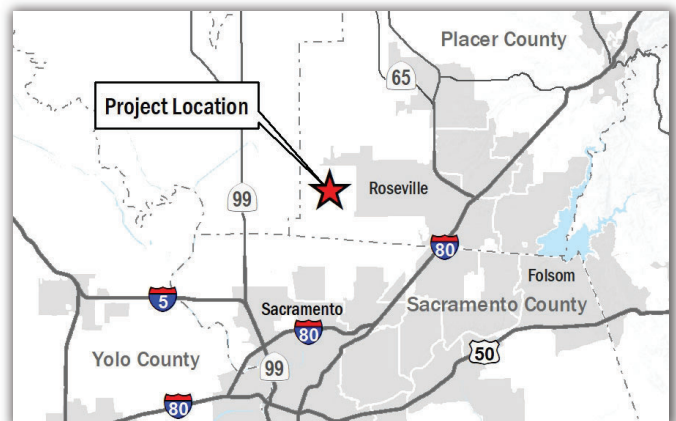 Placer County
65
Project Location
Roseville
99
80
Folsom
5
Sacramento
Sacramento County
80
Yolo County
99
50
80